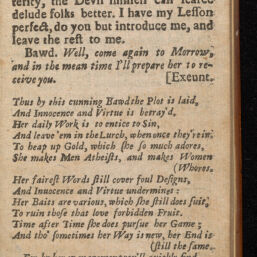 terity, the Devil himself can scarce
delude folks better. I have my Leſſon
perfect, do you but introduce me, and
leave the reſt to me.
Bawd. Well, come again to Morrow,
and in the mean time I'll prepare her to re-
ceive you. [Exeunt.
Thus by this cunning Bawd the Plot is laid,
And Innocence and Virtue is betray'd.
Her daily Work is to entice to Sin,
And leave 'em in the Lurch, when once they're in:
To heap up Gold, which ſhe ſo much adores,
She makes Men Atheiſts, and makes Women
(Whores.
Her faireſt Words ſtill cover foul Deſigns,
And Innocence and Virtue undermines:
Her Baits are various, which ſhe ſtill does ſuit,
To ruin thoſe that love forbidden Fruit.
Time after Time ſhe does purſue her Game;
And tho' ſometimes her Way is new, her End is
(ſtill the ſame.